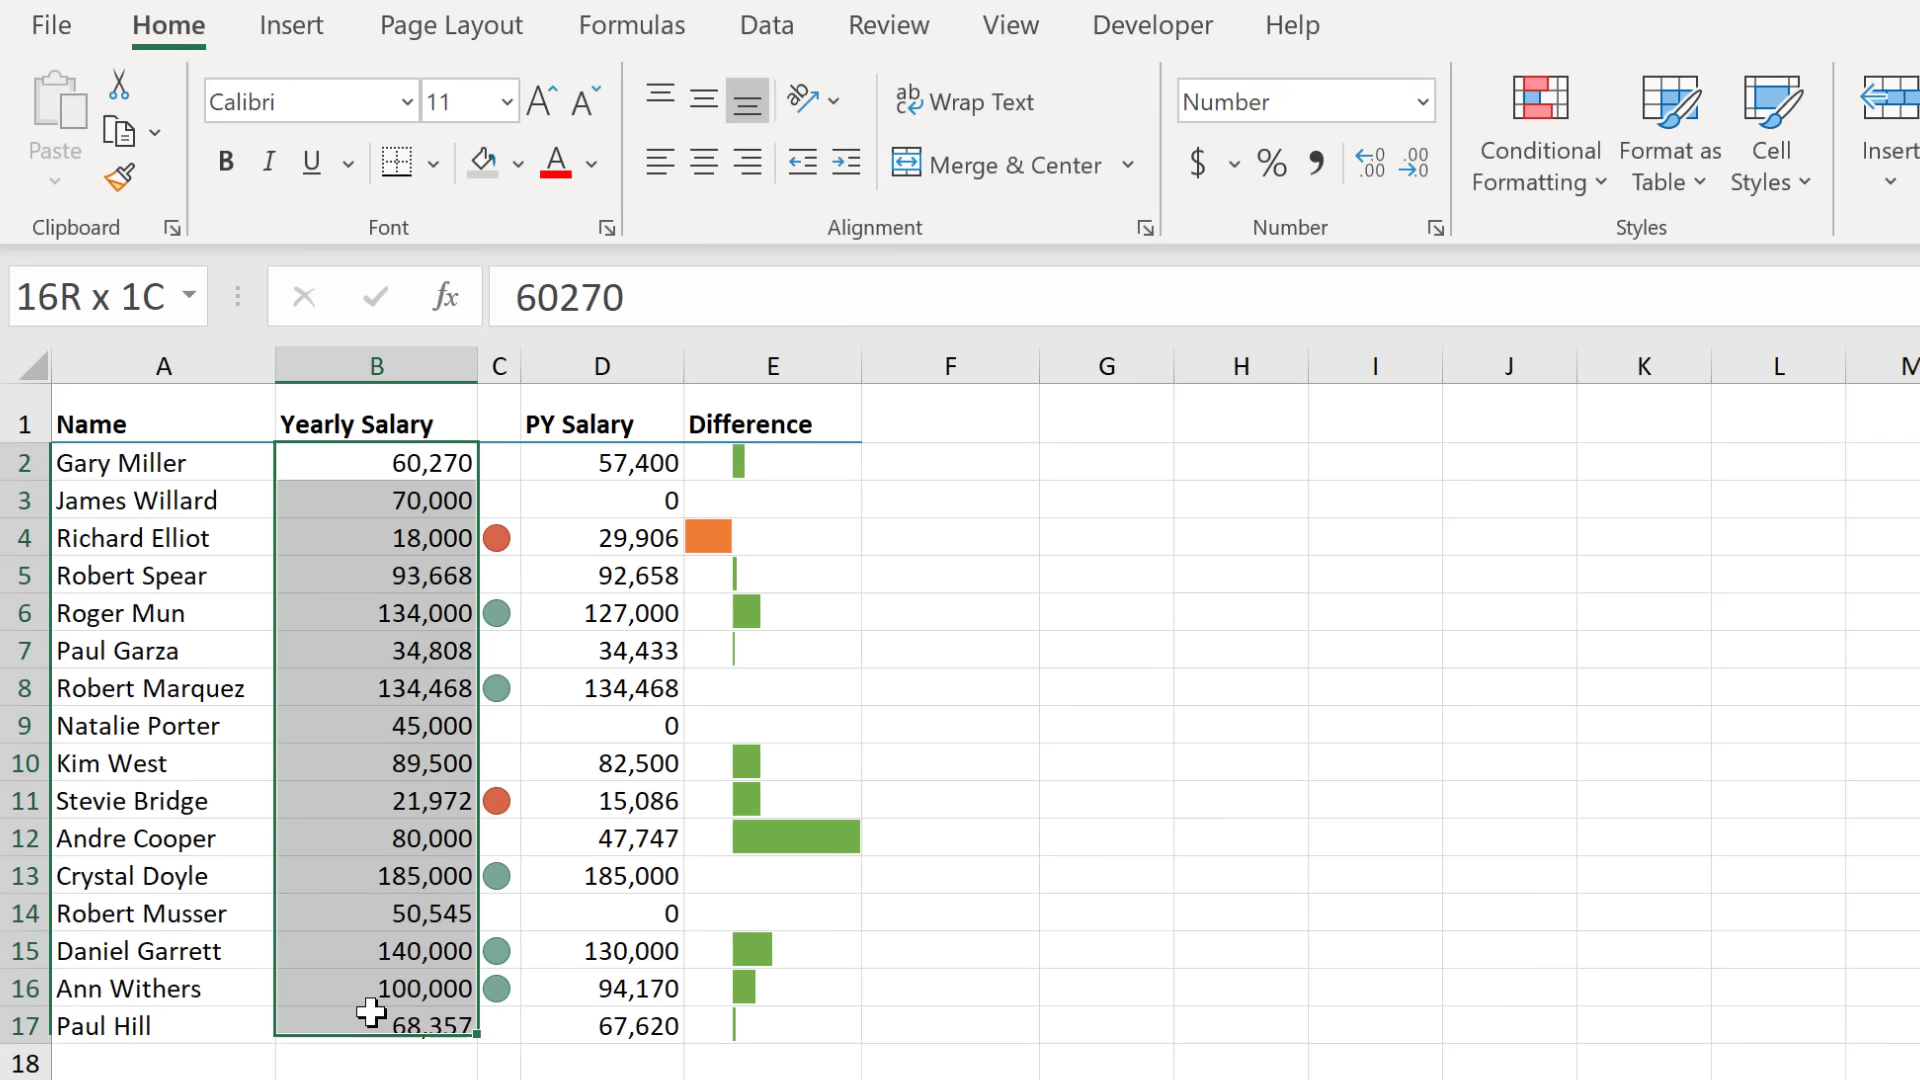 File Home Insert Page Layout Formulas Data Review View Developer Help
Calibri 11 A A ab Wrap Text Number
Paste B I U A Merge & Center $ % , .00 .00 Conditional Formatting Format as Table Cell Styles Insert
Clipboard Font Alignment Number Styles
16R x 1C fx 60270
A B C D E F G H I J K L M
1 Name Yearly Salary PY Salary Difference
2 Gary Miller 60,270 57,400
3 James Willard 70,000 0
4 Richard Elliot 18,000 29,906
5 Robert Spear 93,668 92,658
6 Roger Mun 134,000 127,000
7 Paul Garza 34,808 34,433
8 Robert Marquez 134,468 134,468
9 Natalie Porter 45,000 0
10 Kim West 89,500 82,500
11 Stevie Bridge 21,972 15,086
12 Andre Cooper 80,000 47,747
13 Crystal Doyle 185,000 185,000
14 Robert Musser 50,545 0
15 Daniel Garrett 140,000 130,000
16 Ann Withers 100,000 94,170
17 Paul Hill 68,357 67,620
18